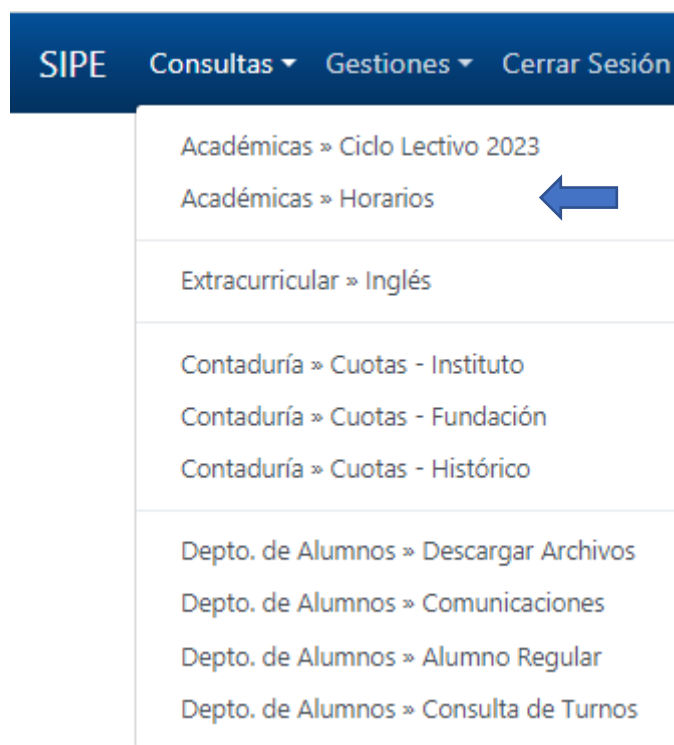 SIPE Consultas Gestiones Cerrar Sesión
Académicas » Ciclo Lectivo 2023
Académicas » Horarios
Extracurricular » Inglés
Contaduría » Cuotas - Instituto
Contaduría » Cuotas - Fundación
Contaduría » Cuotas - Histórico
Depto. de Alumnos » Descargar Archivos
Depto. de Alumnos » Comunicaciones
Depto. de Alumnos » Alumno Regular
Depto. de Alumnos » Consulta de Turnos